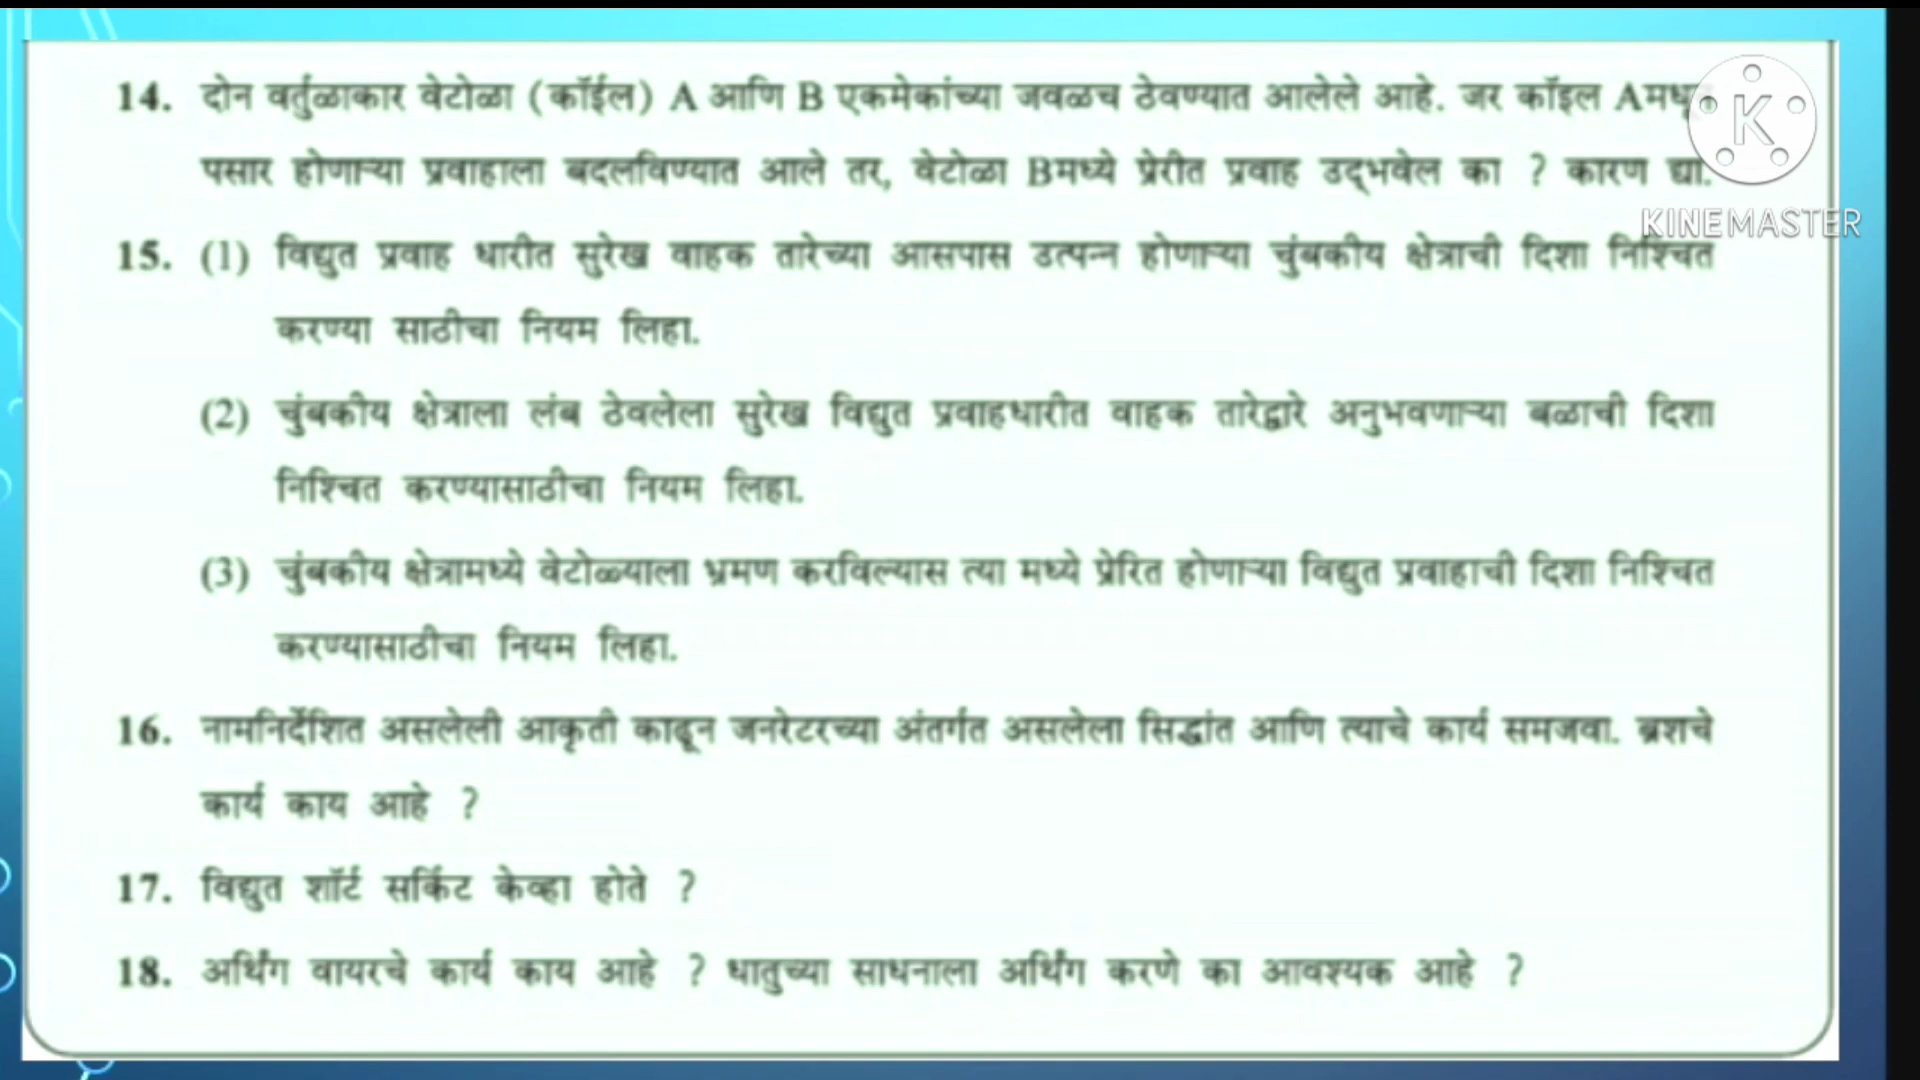 14. दोन वर्तुळाकार वेटोळा (कॉईल) A आणि B एकमेकांच्या जवळच ठेवण्यात आलेले आहे. जर कॉइल A
पसार होणाऱ्या प्रवाहाला बदलविण्यात आले तर, वेटोळा Bमध्ये प्रेरीत प्रवाह उद्‌भवेल का ? कारण द्या.
K
KINEMASTER
15. (1) विद्युत प्रवाह धारीत सुरेख वाहक तारेच्या आसपास उत्पन्न होणाऱ्या चुंबकीय क्षेत्राची दिशा निश्चित
करण्या साठीचा नियम लिहा.
(2) चुंबकीय क्षेत्राला लंब ठेवलेला सुरेख विद्युत प्रवाहधारीत वाहक तारेद्वारे अनुभवणाऱ्या बळाची दिशा
निश्चित करण्यासाठीचा नियम लिहा.
(3) चुंबकीय क्षेत्रामध्ये वेटोळ्याला भ्रमण करविल्यास त्या मध्ये प्रेरित होणाऱ्या विद्युत प्रवाहाची दिशा निश्चित
करण्यासाठीचा नियम लिहा.
16. नामनिर्देशित असलेली आकृती काढून जनरेटरच्या अंतर्गत असलेला सिद्धांत आणि त्याचे कार्य समजवा. ब्रशचे
कार्य काय आहे ?
17. विद्युत शॉर्ट सर्किट केव्हा होते ?
18. अर्थिंग वायरचे कार्य काय आहे ? धातुच्या साधनाला अर्थिंग करणे का आवश्यक आहे ?